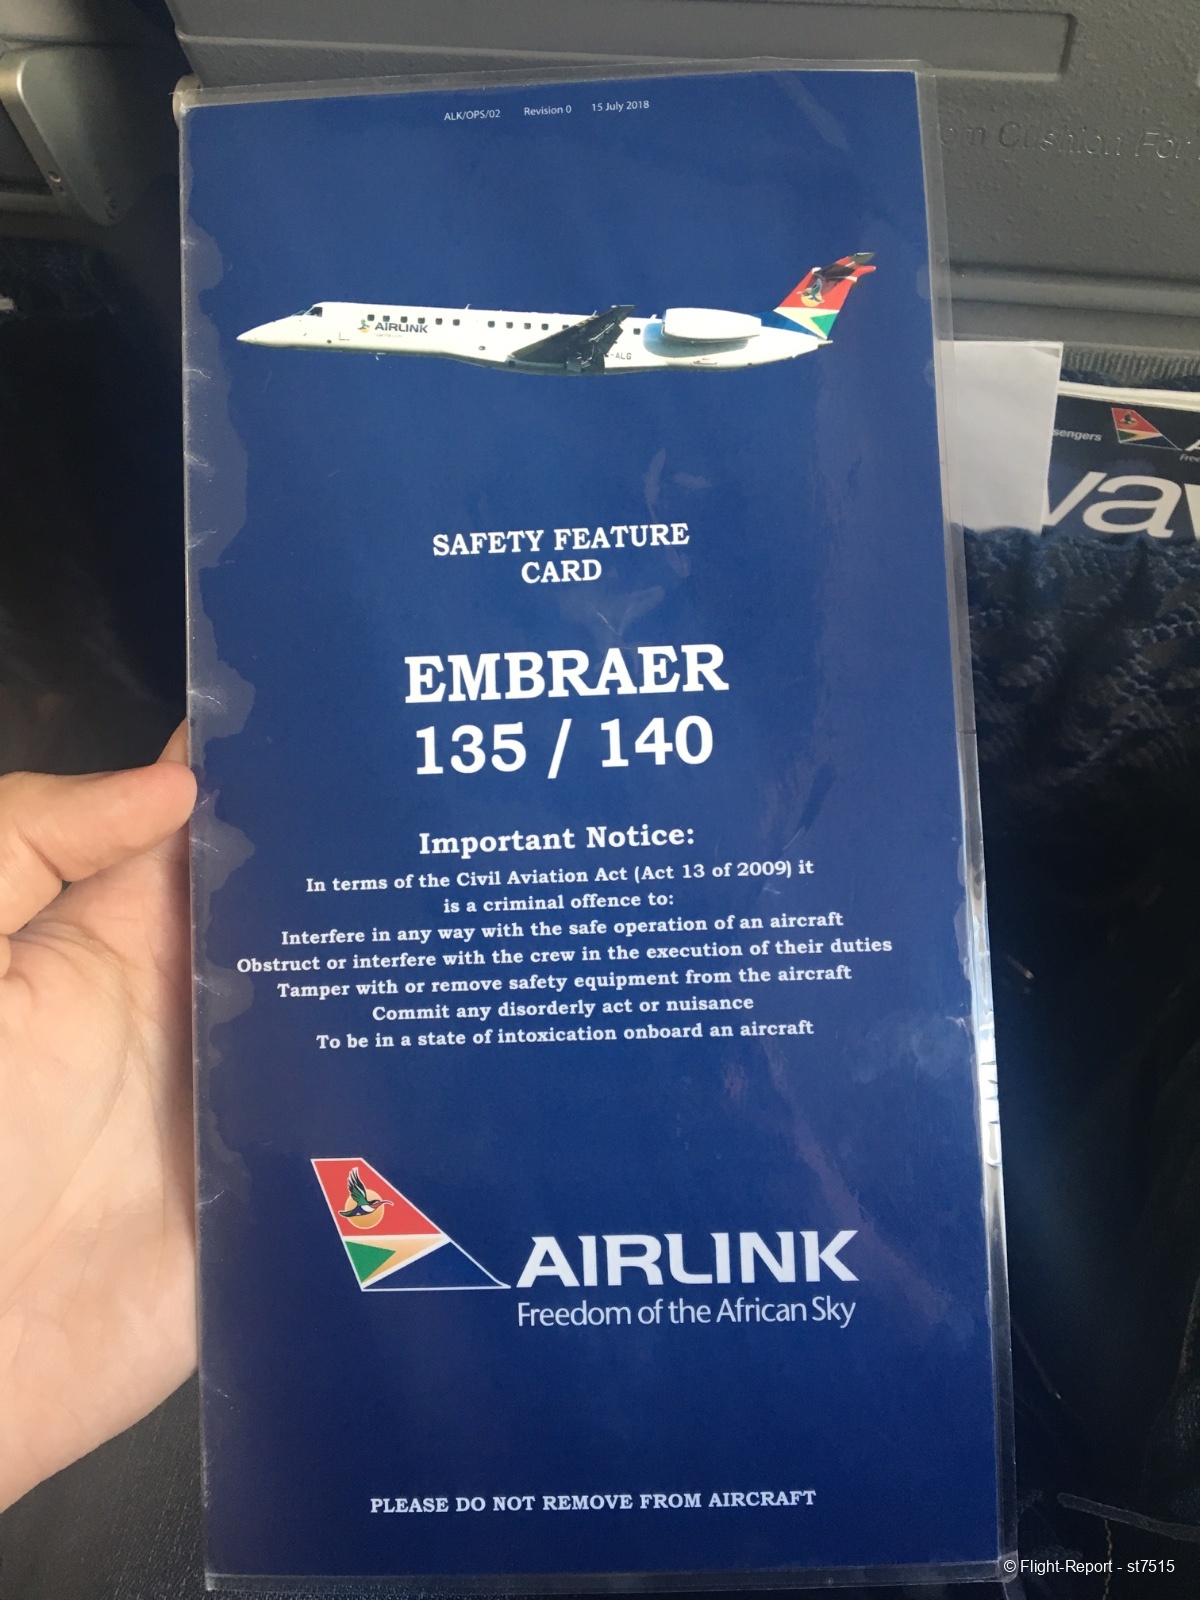 ALK/OPS/02 Revision 0 15 July 2018
AIRLINK
-ALG
SAFETY FEATURE
CARD
EMBRAER
135 / 140
Important Notice:
In terms of the Civil Aviation Act (Act 13 of 2009) it
is a criminal offence to:
Interfere in any way with the safe operation of an aircraft
Obstruct or interfere with the crew in the execution of their duties
Tamper with or remove safety equipment from the aircraft
Commit any disorderly act or nuisance
To be in a state of intoxication onboard an aircraft
AIRLINK
Freedom of the African Sky
PLEASE DO NOT REMOVE FROM AIRCRAFT
Cushion
© Flight-Report - st7515